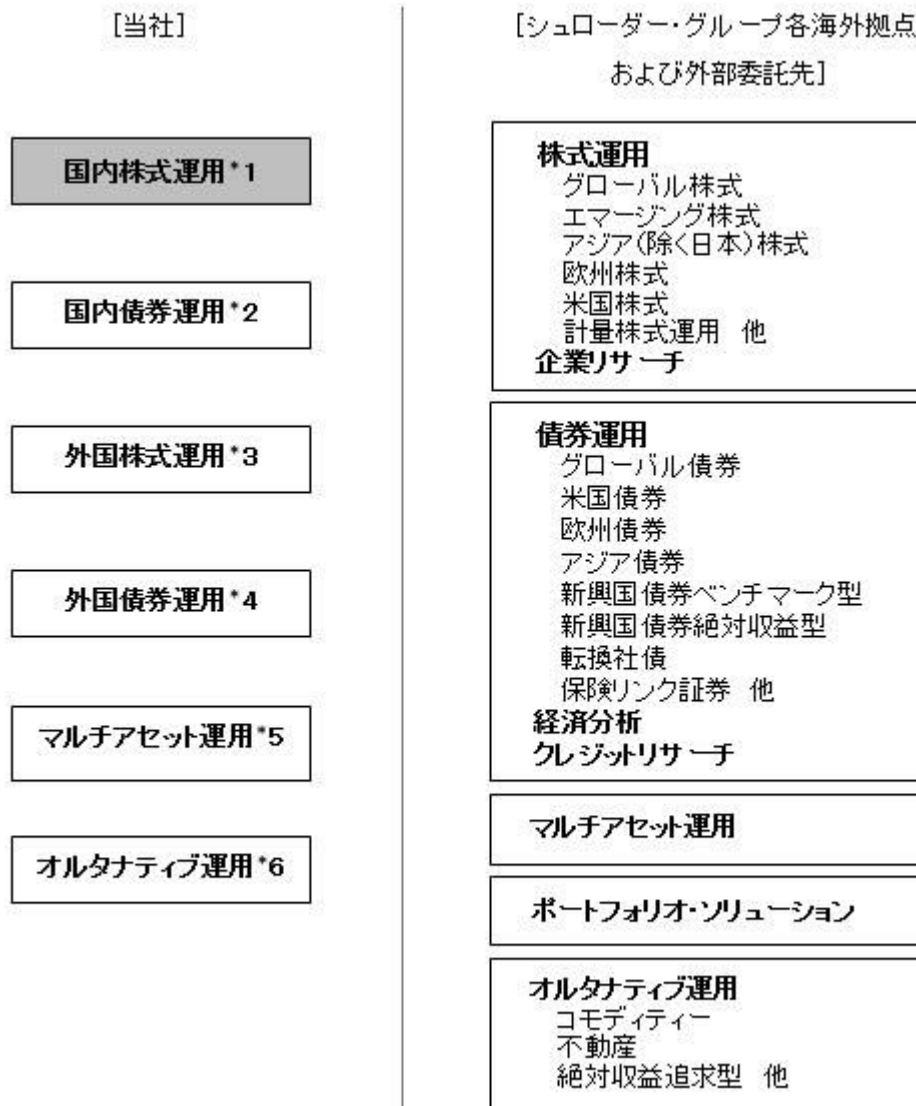 [当社]
国内株式運用*1
国内債券運用*2
外国株式運用*3
外国債券運用*4
マルチアセット運用*5
オルタナティブ運用*6
[シュローダー・グループ各海外拠点
および外部委託先]
株式運用
グローバル株式
エマージング株式
アジア(除く日本)株式
欧州株式
米国株式
計量株式運用 他
企業リサーチ
債券運用
グローバル債券
米国債券
欧州債券
アジア債券
新興国債券ベンチマーク型
新興国債券絶対収益型
転換社債
保険リンク証券 他
経済分析
クレジットリサーチ
マルチアセット運用
ポートフォリオ・ソリューション
オルタナティブ運用
コモディティー
不動産
絶対収益追求型 他